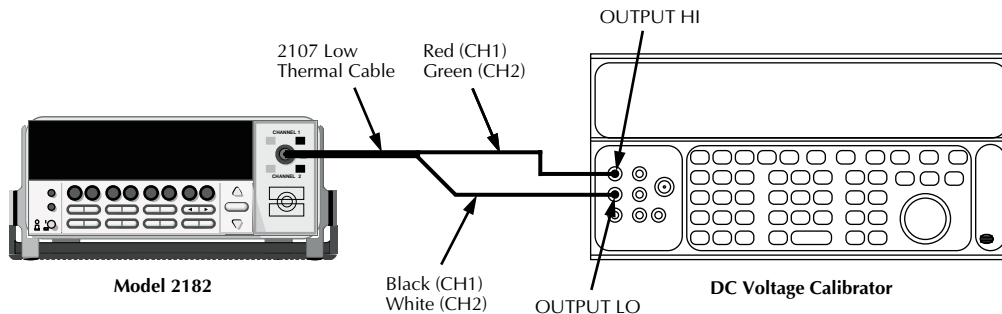 OUTPUT HI
2107 Low
Thermal Cable
Red (CH1)
Green (CH2)
CHANNEL 1
CHANNEL 2
Black (CH1)
White (CH2)
OUTPUT LO
Model 2182
DC Voltage Calibrator